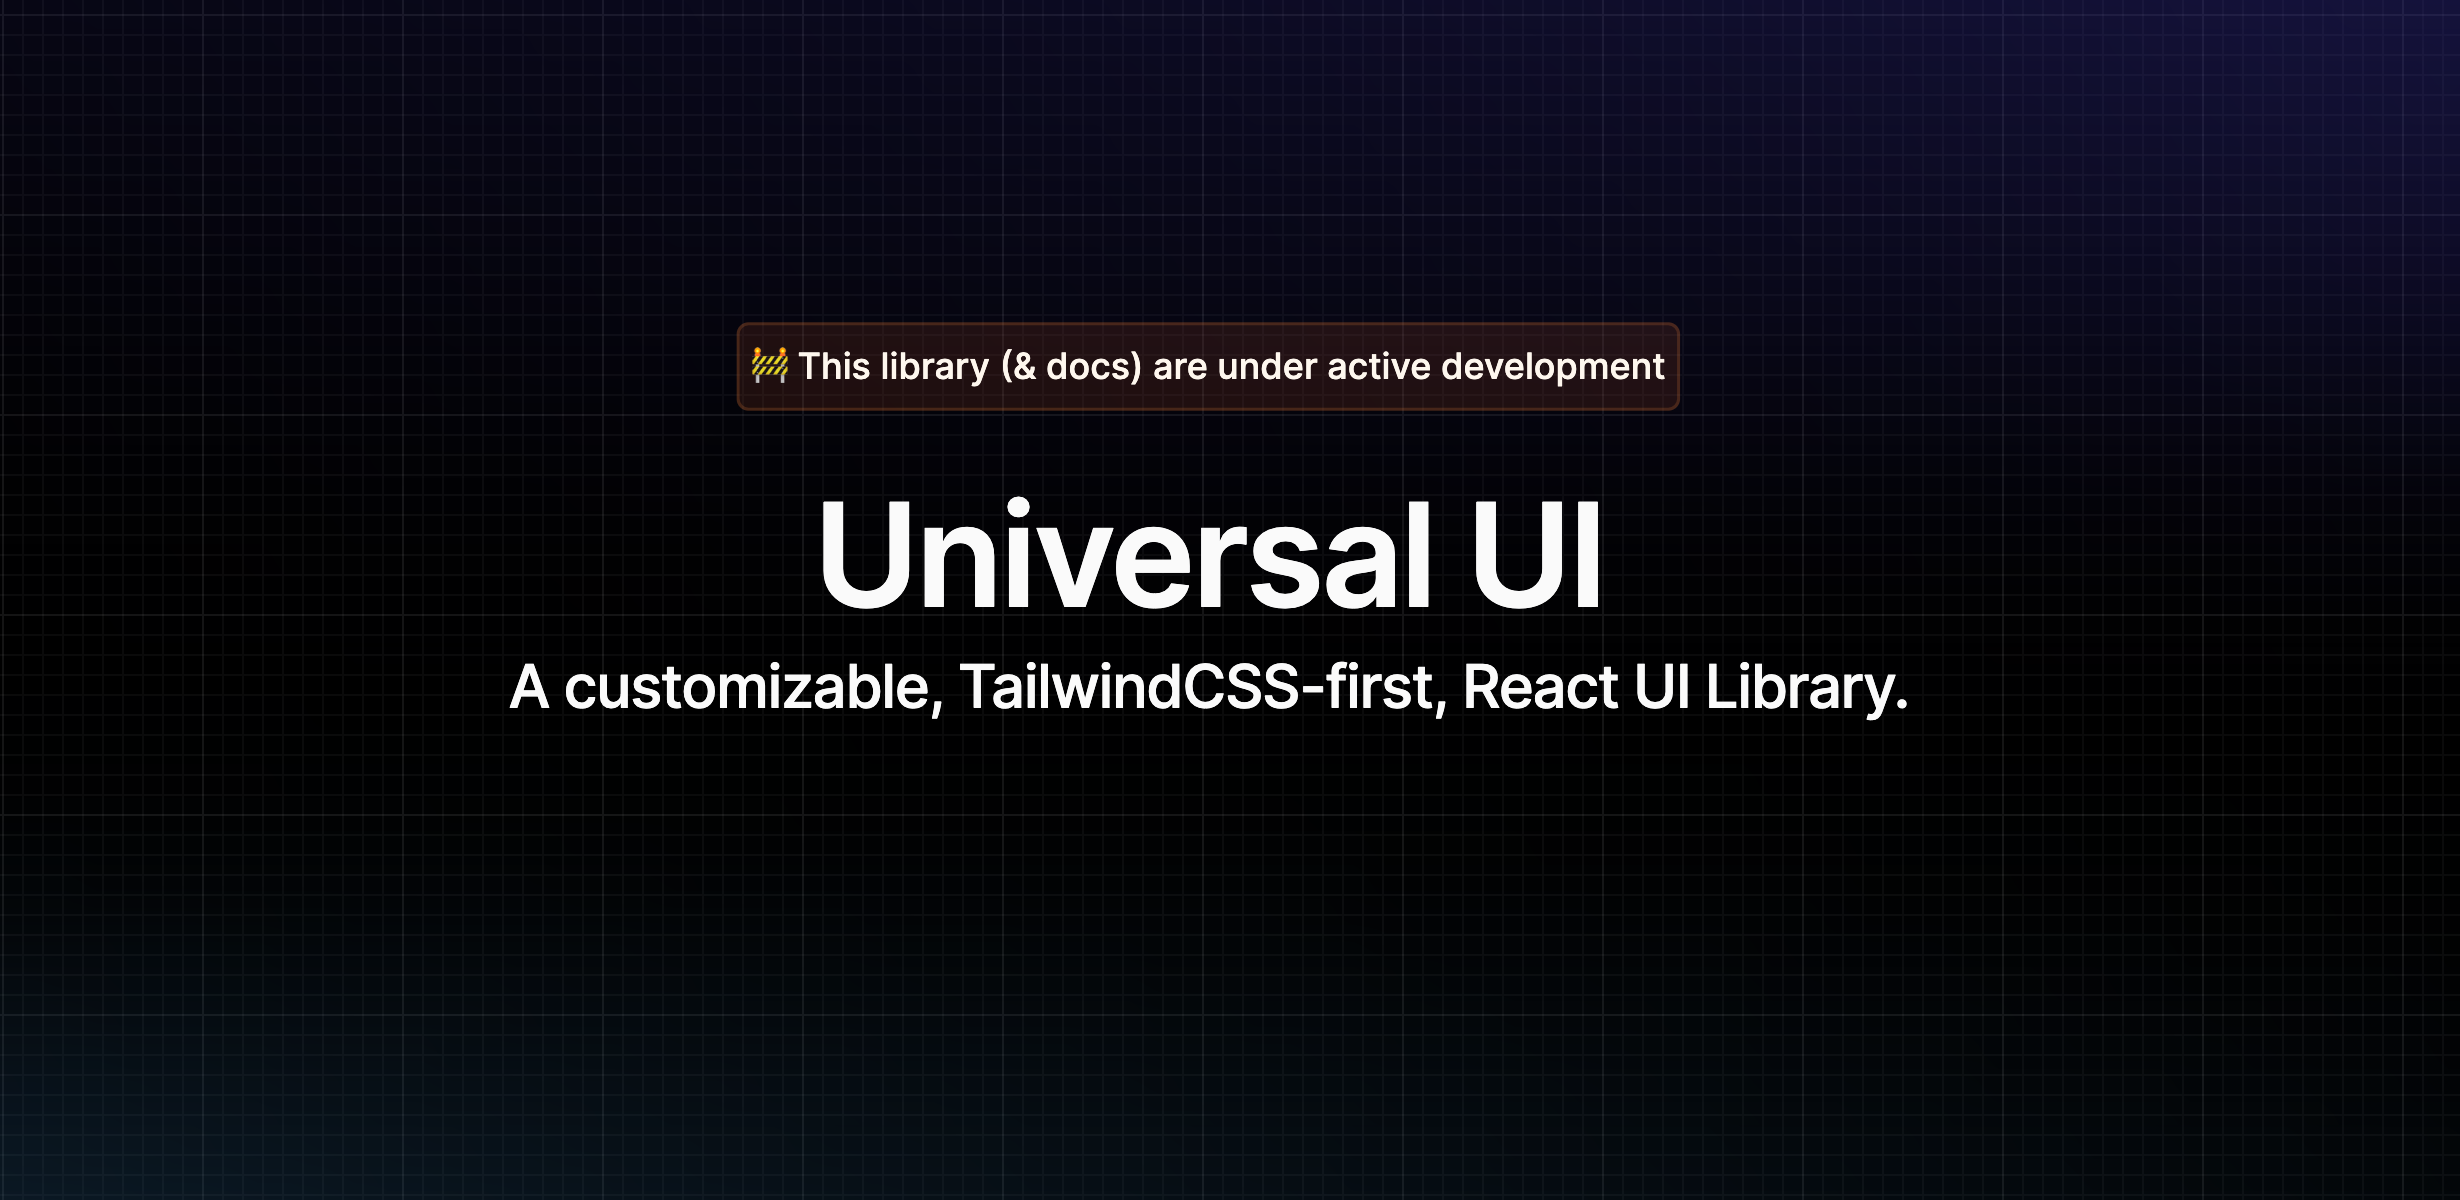 🚧 This library (& docs) are under active development
Universal UI
A customizable, TailwindCSS-first, React UI Library.